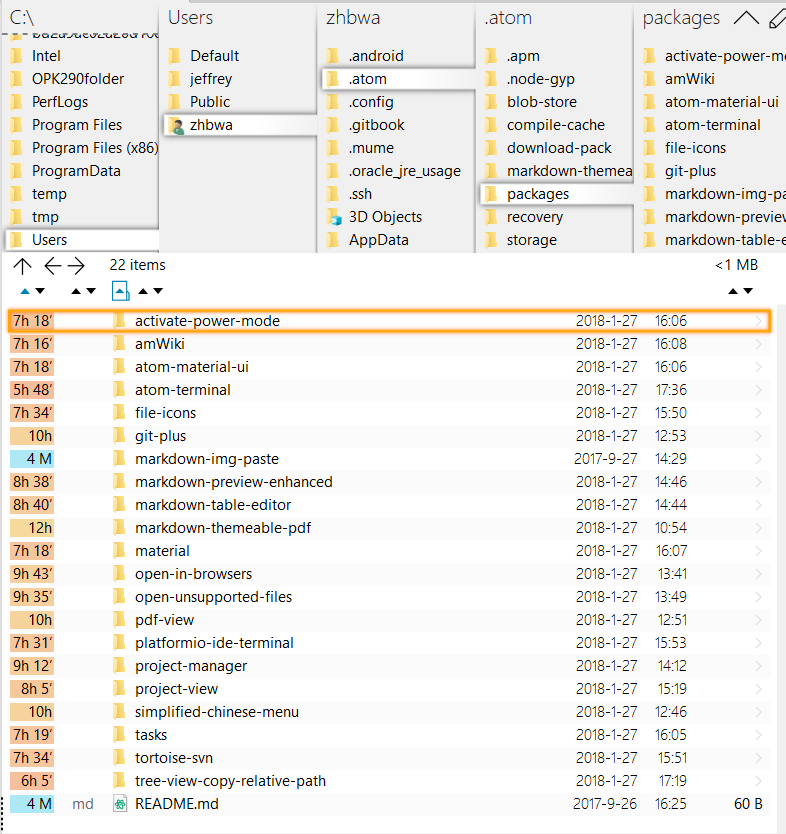 C:\
Intel
OPK290folder
PerfLogs
Program Files
Program Files (x86)
ProgramData
temp
tmp
Users
Users
Default
jeffrey
Public
zhbwa
zhbwa
.android
.atom
.config
.gitbook
.mume
.oracle_jre_usage
.ssh
3D Objects
AppData
.atom
.apm
.node-gyp
blob-store
compile-cache
download-pack
markdown-themea
packages
recovery
storage
packages
activate-power-m
amWiki
atom-material-ui
atom-terminal
file-icons
git-plus
markdown-img-pa
markdown-preview
markdown-table-e
22 items <1 MB
7h 18′ activate-power-mode 2018-1-27 16:06
7h 16′ amWiki 2018-1-27 16:08
7h 18′ atom-material-ui 2018-1-27 16:06
5h 48′ atom-terminal 2018-1-27 17:36
7h 34′ file-icons 2018-1-27 15:50
10h git-plus 2018-1-27 12:53
4 M markdown-img-paste 2017-9-27 14:29
8h 38′ markdown-preview-enhanced 2018-1-27 14:46
8h 40′ markdown-table-editor 2018-1-27 14:44
12h markdown-themeable-pdf 2018-1-27 10:54
7h 18′ material 2018-1-27 16:07
9h 43′ open-in-browsers 2018-1-27 13:41
9h 35′ open-unsupported-files 2018-1-27 13:49
10h pdf-view 2018-1-27 12:51
7h 31′ platformio-ide-terminal 2018-1-27 15:53
9h 12′ project-manager 2018-1-27 14:12
8h 5′ project-view 2018-1-27 15:19
10h simplified-chinese-menu 2018-1-27 12:46
7h 19′ tasks 2018-1-27 16:05
7h 34′ tortoise-svn 2018-1-27 15:51
6h 5′ tree-view-copy-relative-path 2018-1-27 17:19
4 M md README.md 2017-9-26 16:25 60 B